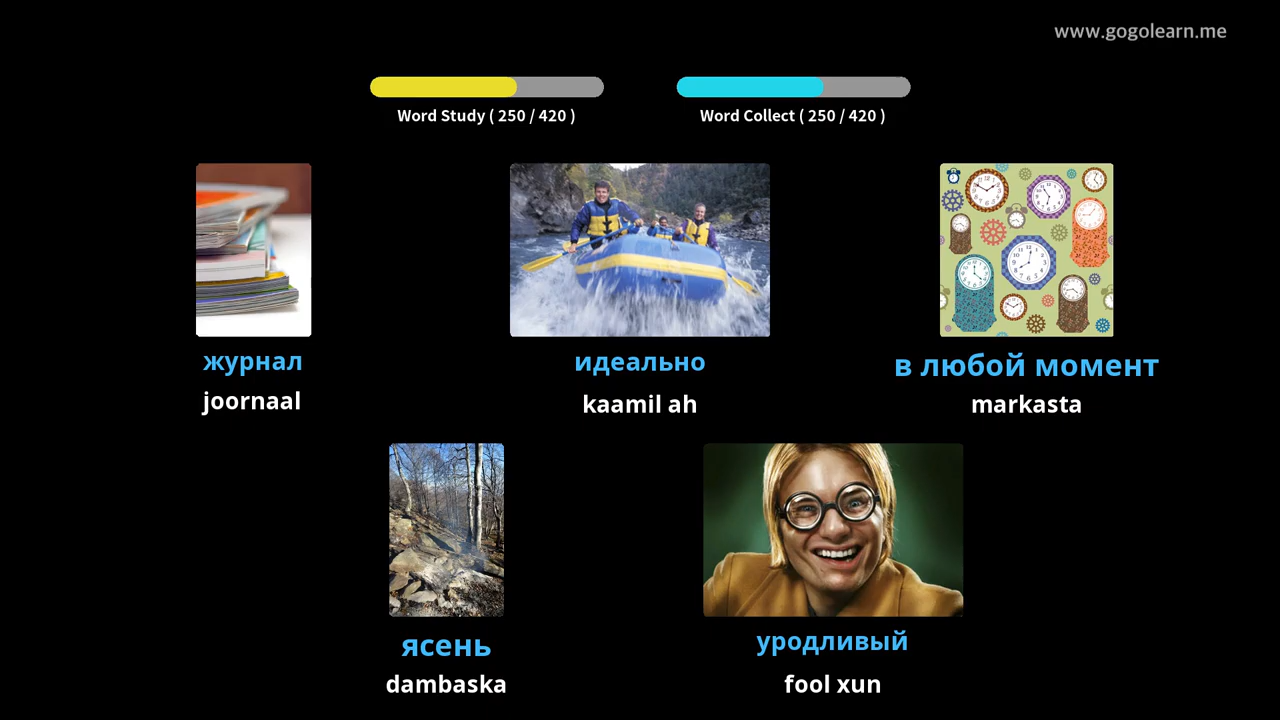 www.gogolearn.me
Word Study ( 250 / 420 )
Word Collect ( 250 / 420 )
журнал
joornaal
идеально
kaamil ah
в любой момент
markasta
ясень
dambaska
уродливый
fool xun